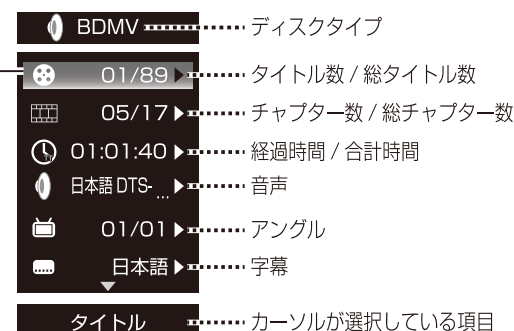 BDMV ディスクタイプ
01/89 タイトル数 / 総タイトル数
05/17 チャプター数 / 総チャプター数
01:01:40 経過時間 / 合計時間
日本語 DTS-... 音声
01/01 アングル
日本語 字幕
タイトル カーソルが選択している項目